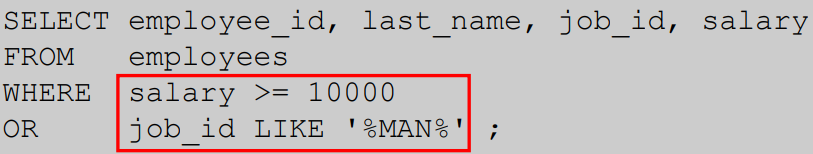 SELECT employee_id, last_name, job_id, salary
FROM   employees
WHERE  salary >= 10000
OR     job_id LIKE '%MAN%' ;